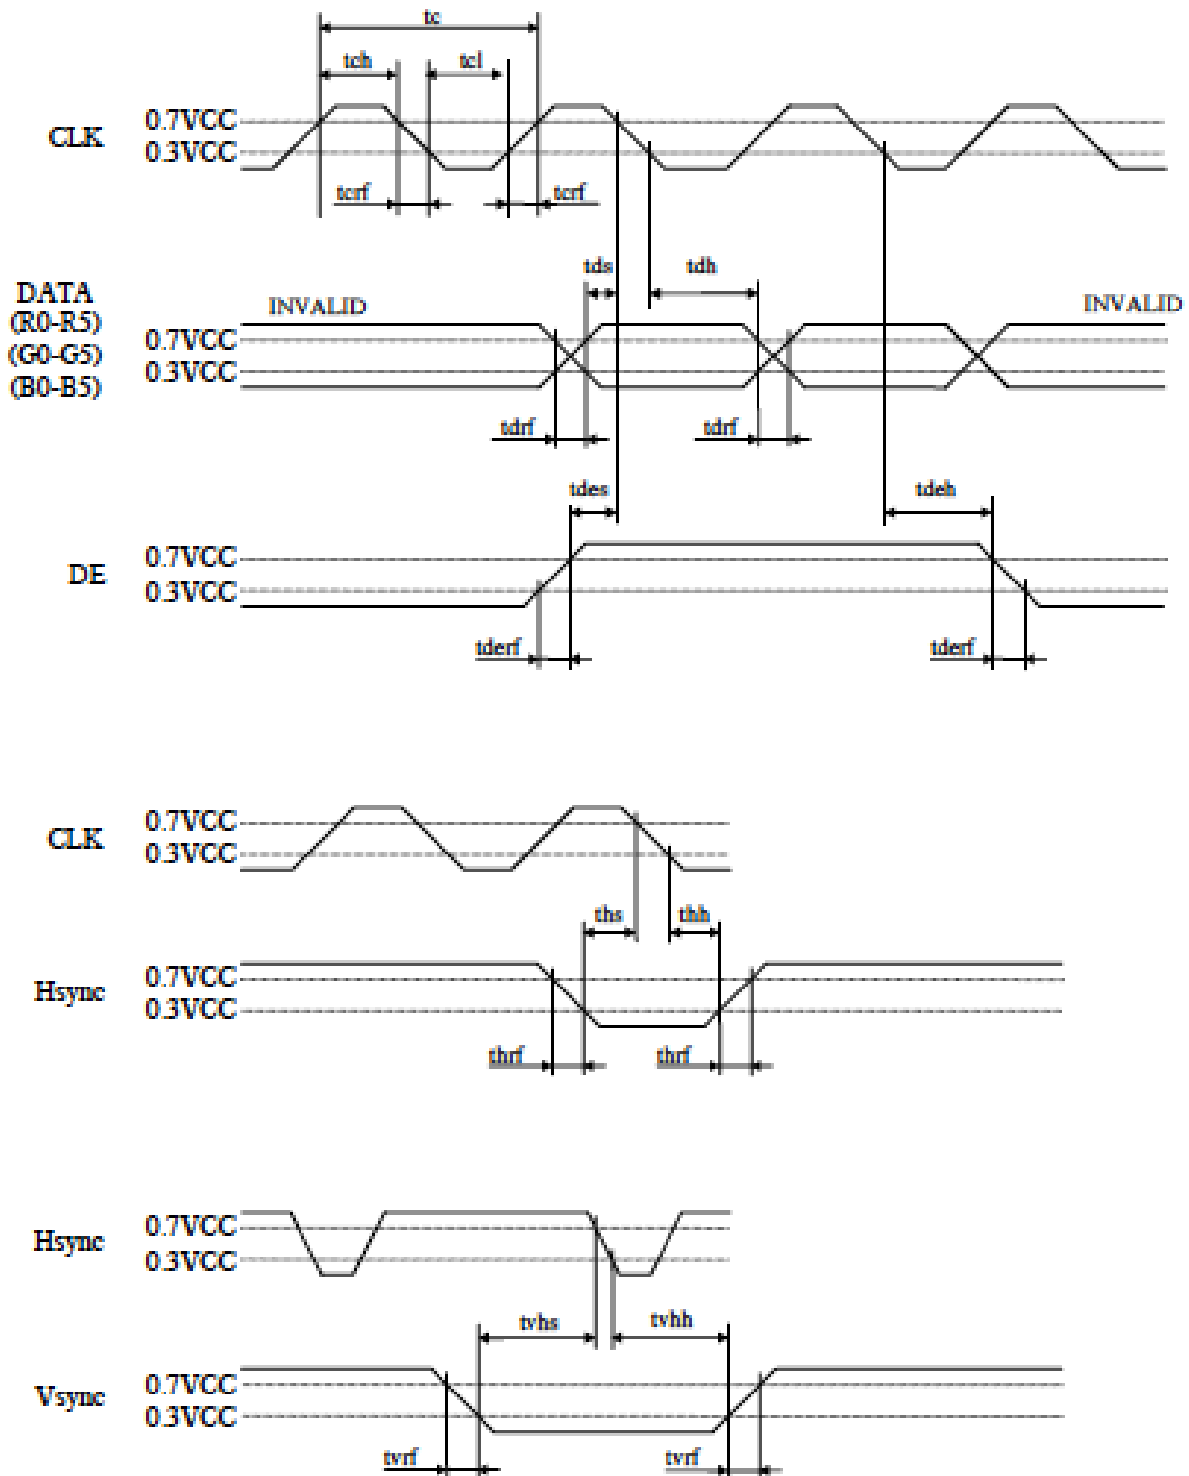 tc
tch tcl
CLK
0.7VCC
0.3VCC
tcrf tcrf
tds tdh
DATA
(R0-R5)
(G0-G5)
(B0-B5)
INVALID INVALID
0.7VCC
0.3VCC
tdrf tdrf
tdes tdeh
DE
0.7VCC
0.3VCC
tderf tderf
CLK
0.7VCC
0.3VCC
ths thh
Hsync
0.7VCC
0.3VCC
thrf thrf
Hsync
0.7VCC
0.3VCC
tvhs tvhh
Vsync
0.7VCC
0.3VCC
tvrf tvrf